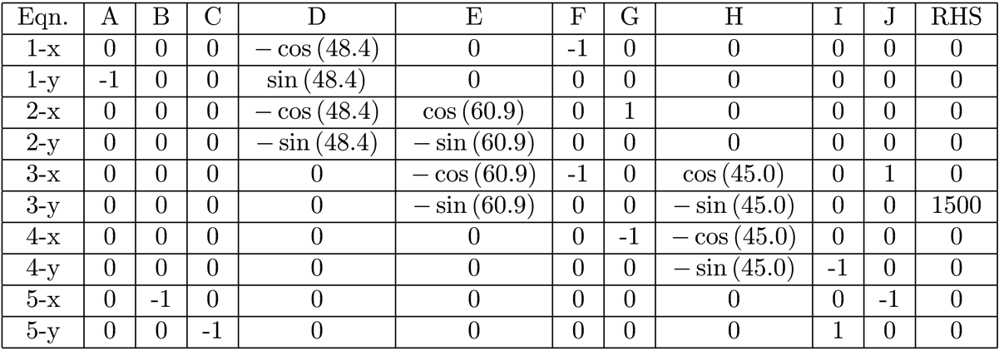 Eqn. A B C D E F G H I J RHS
1-x 0 0 0 − cos (48.4) 0 -1 0 0 0 0 0
1-y -1 0 0 sin (48.4) 0 0 0 0 0 0 0
2-x 0 0 0 − cos (48.4) cos (60.9) 0 1 0 0 0 0
2-y 0 0 0 − sin (48.4) − sin (60.9) 0 0 0 0 0 0
3-x 0 0 0 0 − cos (60.9) -1 0 cos (45.0) 0 1 0
3-y 0 0 0 0 − sin (60.9) 0 0 − sin (45.0) 0 0 1500
4-x 0 0 0 0 0 0 -1 − cos (45.0) 0 0 0
4-y 0 0 0 0 0 0 0 − sin (45.0) -1 0 0
5-x 0 -1 0 0 0 0 0 0 0 -1 0
5-y 0 0 -1 0 0 0 0 0 1 0 0